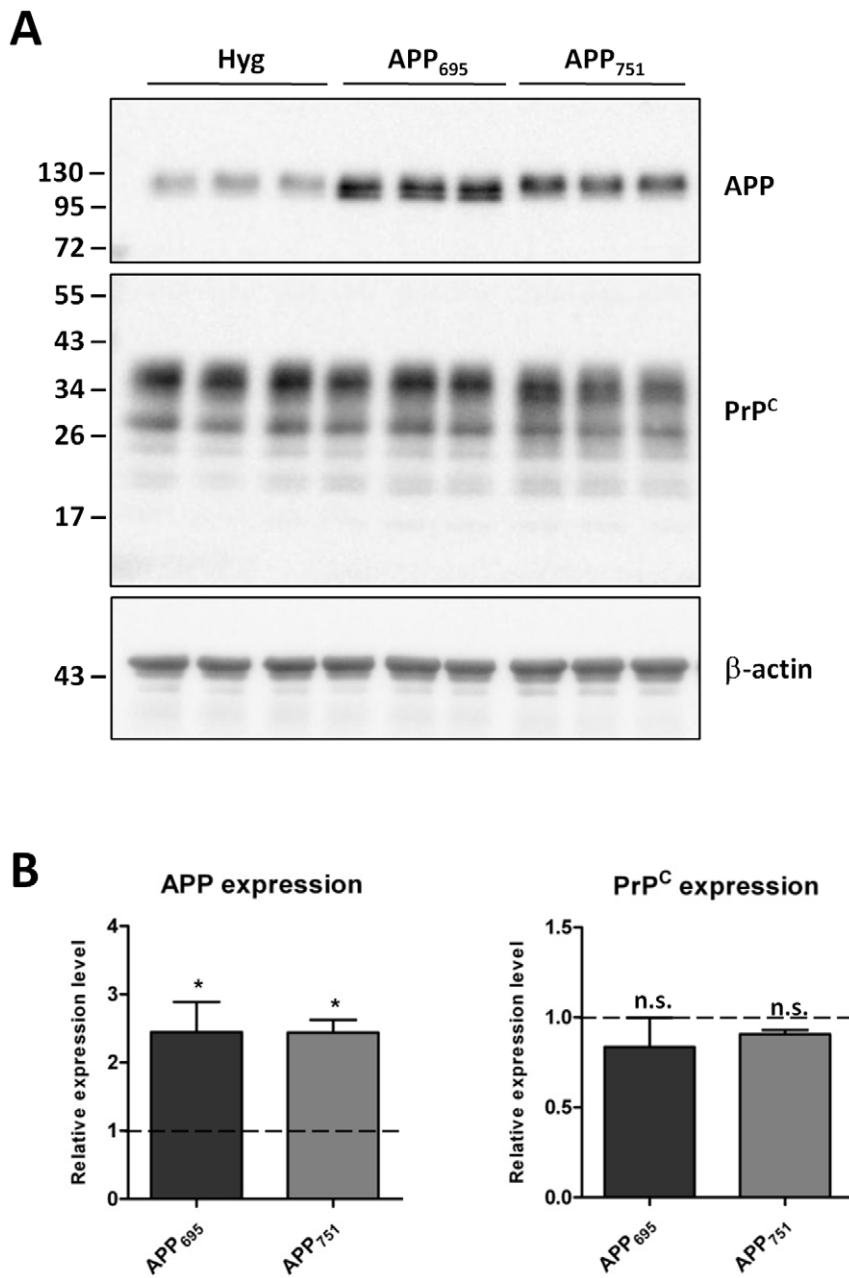 A
Hyg APP695 APP751
130
95
72
APP
55
43
34
26
17
PrPC
43
β-actin
B
APP expression
Relative expression level
4
3
2
1
0
*
*
APP695
APP751
PrPC expression
Relative expression level
1.5
1.0
0.5
0.0
n.s.
n.s.
APP695
APP751